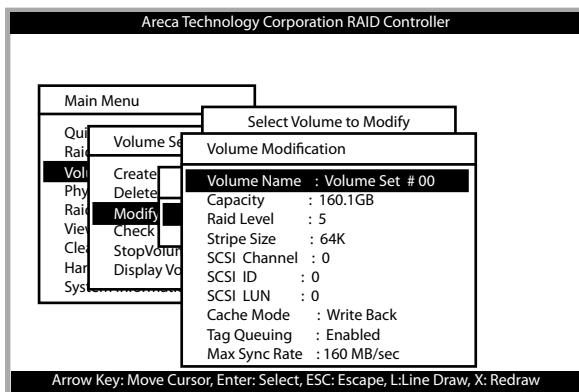 Areca Technology Corporation RAID Controller
Main Menu
Select Volume to Modify
Volume Modification
Volume Name : Volume Set # 00
Capacity : 160.1GB
Raid Level : 5
Stripe Size : 64K
SCSI Channel : 0
SCSI ID : 0
SCSI LUN : 0
Cache Mode : Write Back
Tag Queuing : Enabled
Max Sync Rate : 160 MB/sec
Volume Se
Create
Delete
Modify
Check
StopVolum
Display Vo
Qui
Raid
Volu
Phy
Raid
View
Clea
Har
Arrow Key: Move Cursor, Enter: Select, ESC: Escape, L:Line Draw, X: Redraw